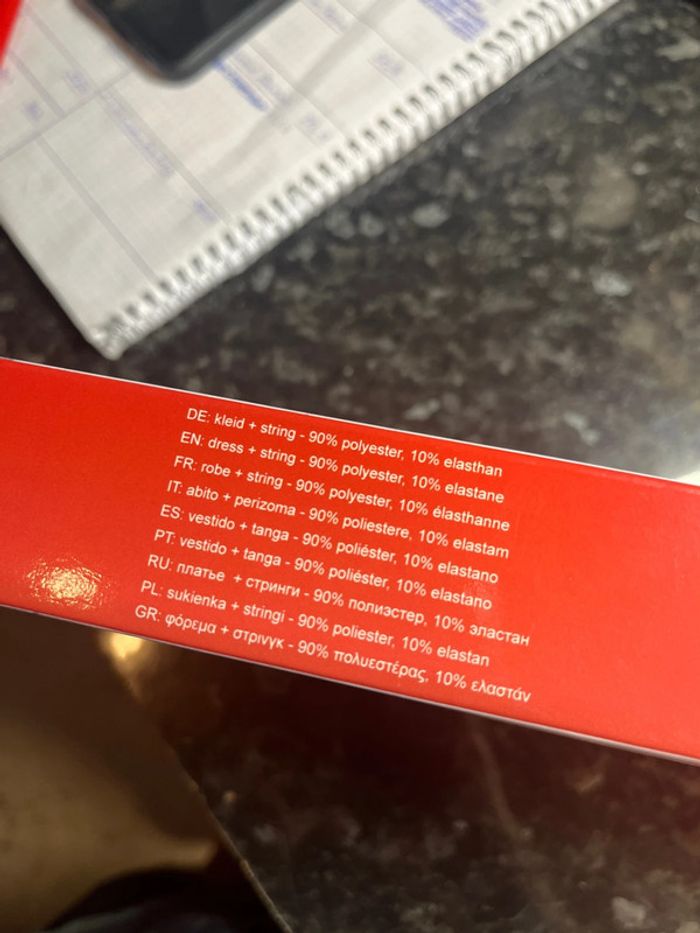 DE: kleid + string - 90% polyester, 10% elasthan
EN: dress + string - 90% polyester, 10% elastane
FR: robe + string - 90% polyester, 10% élasthanne
IT: abito + perizoma - 90% poliestere, 10% elastam
ES: vestido + tanga - 90% poliéster, 10% elastano
PT: vestido + tanga - 90% poliéster, 10% elastano
RU: платье + стринги - 90% полиэстер, 10% эластан
PL: sukienka + stringi - 90% poliester, 10% elastan
GR: φόρεμα + στρινγκ - 90% πολυεστέρας, 10% ελαστάν